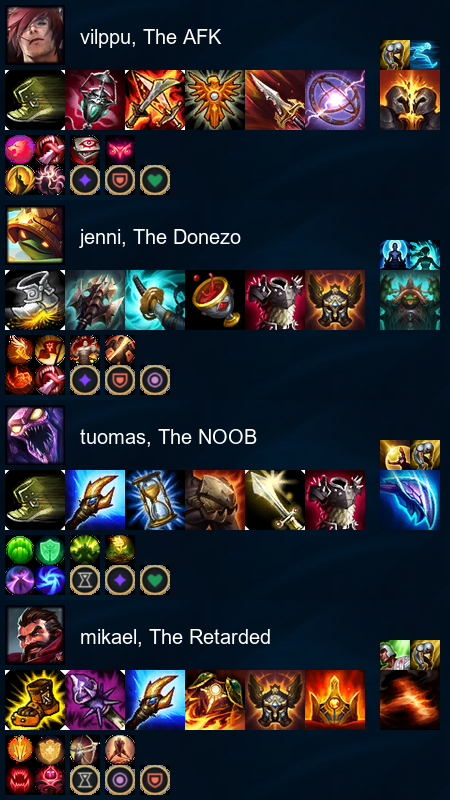 vilppu, The AFK
jenni, The Donezo
tuomas, The NOOB
mikael, The Retarded